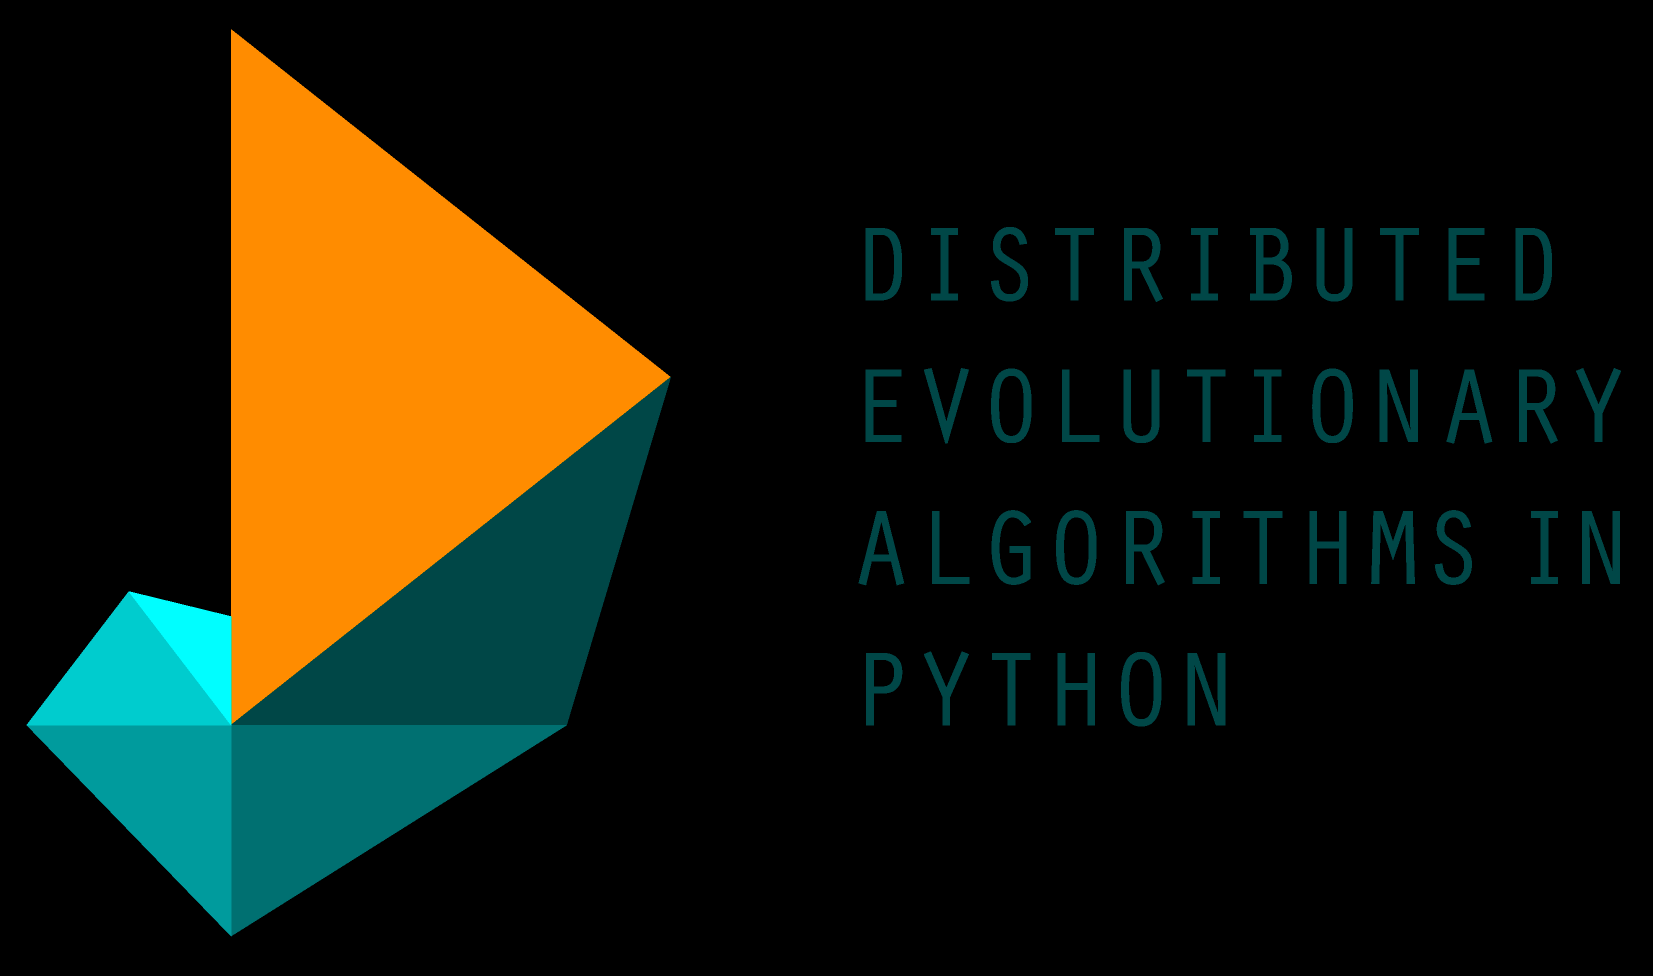 DISTRIBUTED
EVOLUTIONARY
ALGORITHMS IN
PYTHON